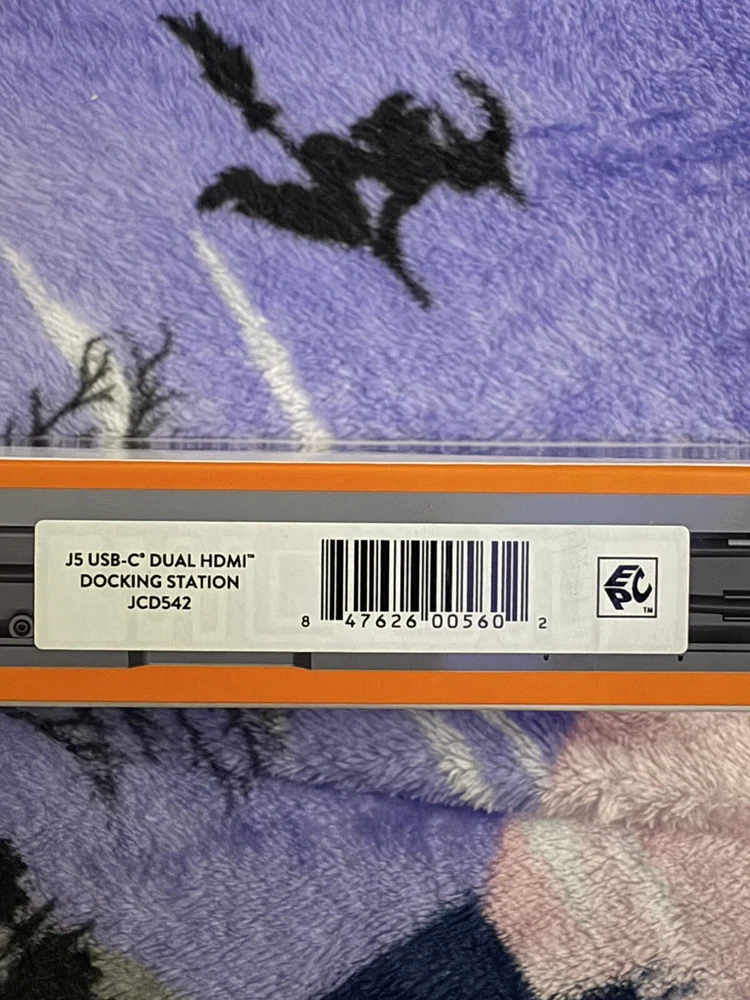 J5 USB-C® DUAL HDMI™
DOCKING STATION
JCD542
8 47626 00560 2
EPC™